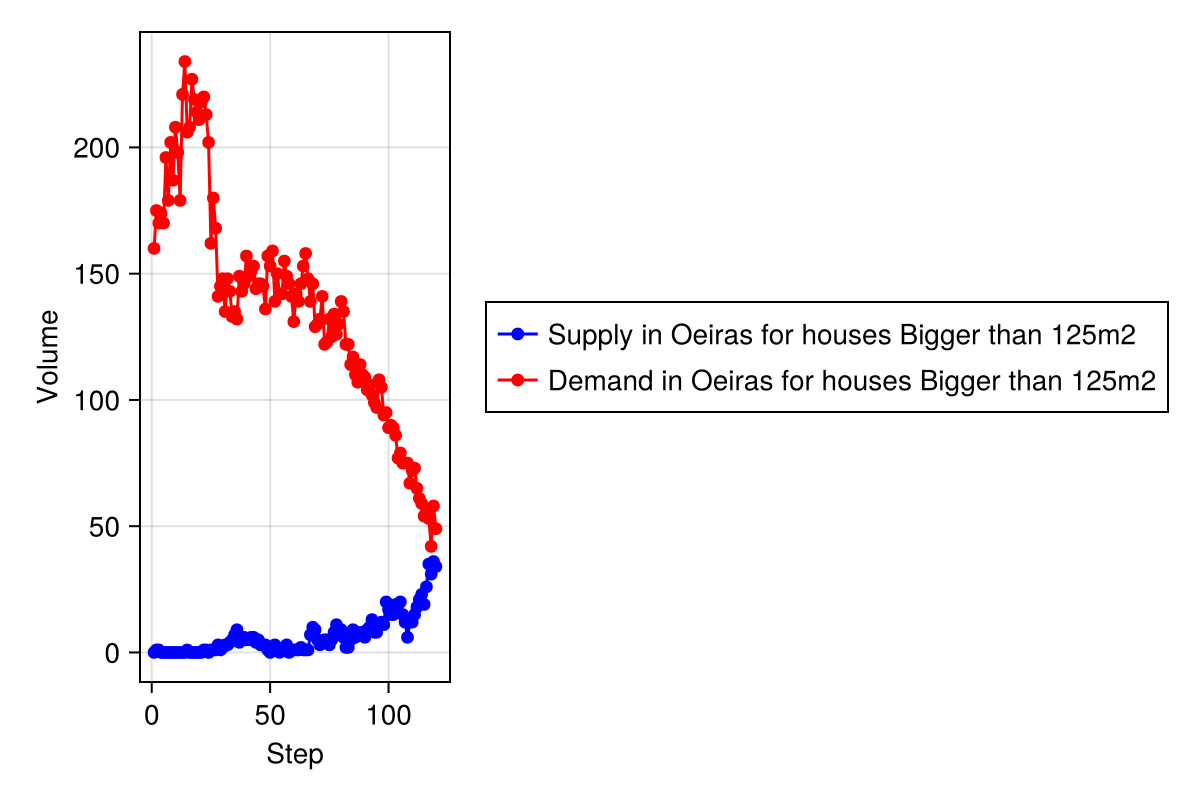 200
150
100
50
0
Volume
0 50 100
Step
Supply in Oeiras for houses Bigger than 125m2
Demand in Oeiras for houses Bigger than 125m2